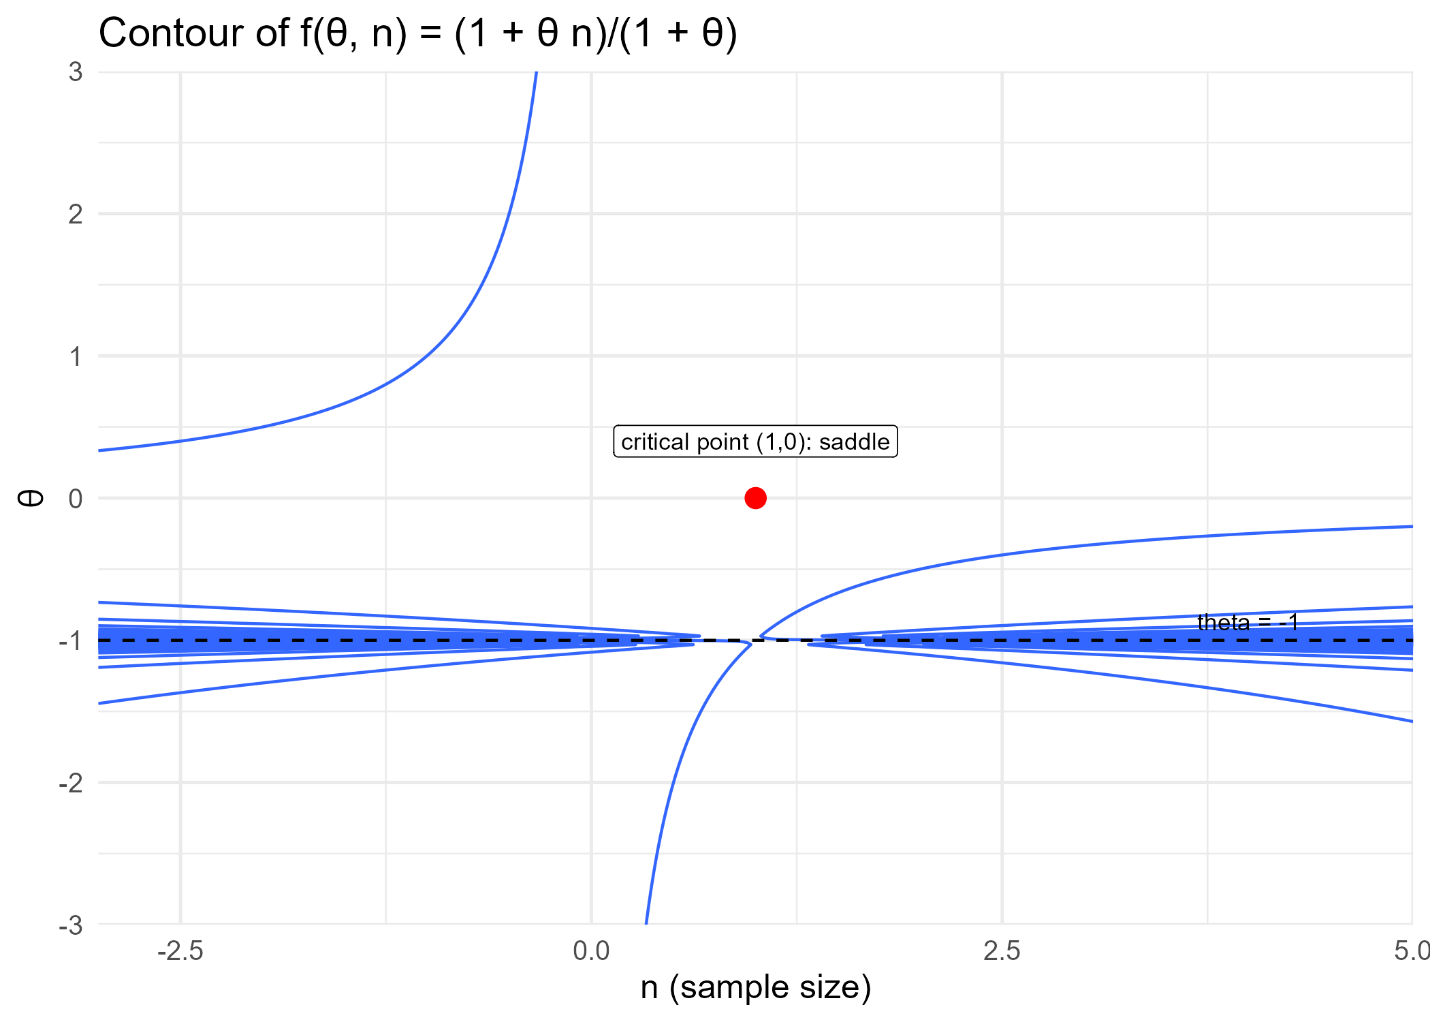 Contour of f(θ, n) = (1 + θ n)/(1 + θ)
3
2
1
0
-1
-2
-3
θ
critical point (1,0): saddle
theta = -1
-2.5
0.0
2.5
5.0
n (sample size)